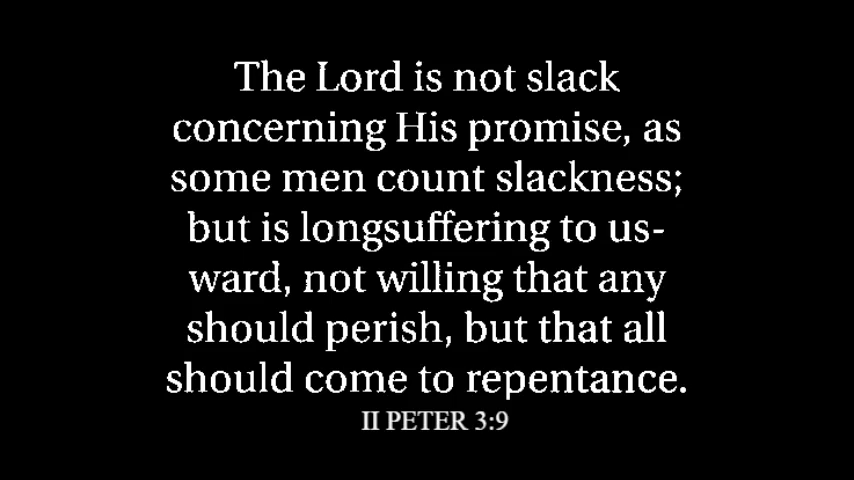 The Lord is not slack
concerning His promise, as
some men count slackness;
but is longsuffering to us-
ward, not willing that any
should perish, but that all
should come to repentance.
II PETER 3:9